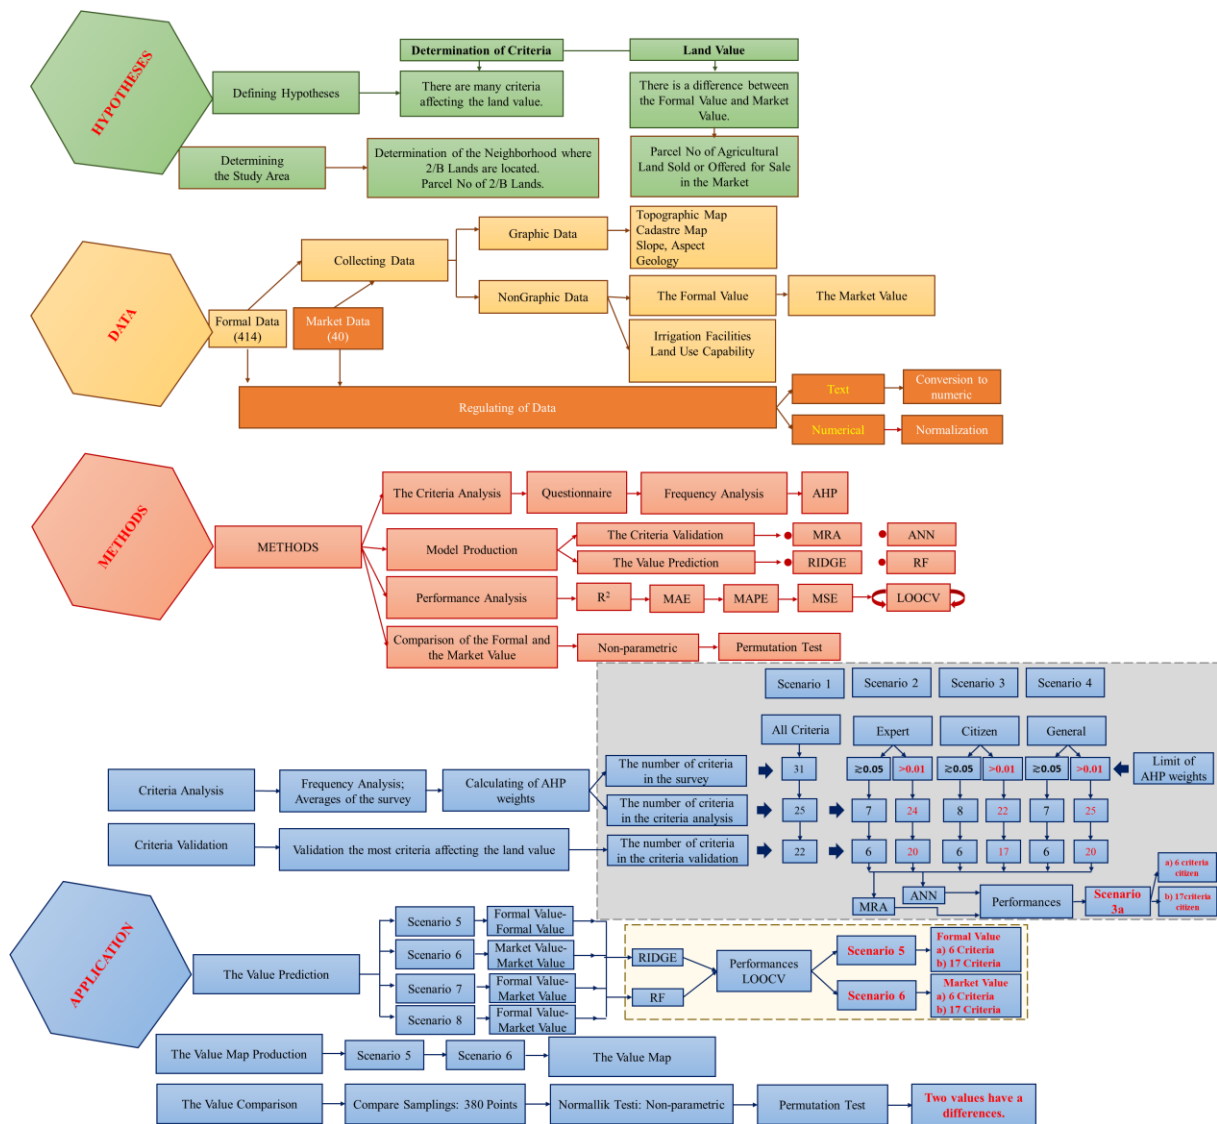 HYPOTHESES
Determination of Criteria
Land Value
Defining Hypotheses
There are many criteria
affecting the land value.
There is a difference between
the Formal Value and Market
Value.
Determining
the Study Area
Determination of the Neighborhood where
2/B Lands are located.
Parcel No of 2/B Lands.
Parcel No of Agricultural
Land Sold or Offered for Sale
in the Market
DATA
Formal Data
(414)
Market Data
(40)
Collecting Data
Graphic Data
Topographic Map
Cadastre Map
Slope, Aspect
Geology
NonGraphic Data
The Formal Value
The Market Value
Irrigation Facilities
Land Use Capability
Regulating of Data
Text
Conversion to
numeric
Numerical
Normalization
METHODS
METHODS
The Criteria Analysis
Questionnaire
Frequency Analysis
AHP
Model Production
The Criteria Validation
MRA
ANN
The Value Prediction
RIDGE
RF
Performance Analysis
R²
MAE
MAPE
MSE
LOOCV
Comparison of the Formal and
the Market Value
Non-parametric
Permutation Test
Scenario 1
Scenario 2
Scenario 3
Scenario 4
All Criteria
Expert
Citizen
General
Criteria Analysis
Frequency Analysis;
Averages of the survey
Calculating of AHP
weights
The number of criteria
in the survey
31
≥0.05
>0.01
≥0.05
>0.01
≥0.05
>0.01
Limit of
AHP weights
The number of criteria
in the criteria analysis
25
7
24
8
22
7
25
Criteria Validation
Validation the most criteria affecting the land value
The number of criteria
in the criteria validation
22
6
20
6
17
6
20
MRA
ANN
Performances
Scenario
3a
a) 6 criteria
citizen
b) 17criteria
citizen
APPLICATION
The Value Prediction
Scenario 5
Formal Value-
Formal Value
Scenario 6
Market Value-
Market Value
Scenario 7
Formal Value-
Market Value
Scenario 8
Formal Value-
Market Value
RIDGE
RF
Performances
LOOCV
Scenario 5
Formal Value
a) 6 Criteria
b) 17 Criteria
Scenario 6
Market Value
a) 6 Criteria
b) 17 Criteria
The Value Map Production
Scenario 5
Scenario 6
The Value Map
The Value Comparison
Compare Samplings: 380 Points
Normallik Testi: Non-parametric
Permutation Test
Two values have a
differences.